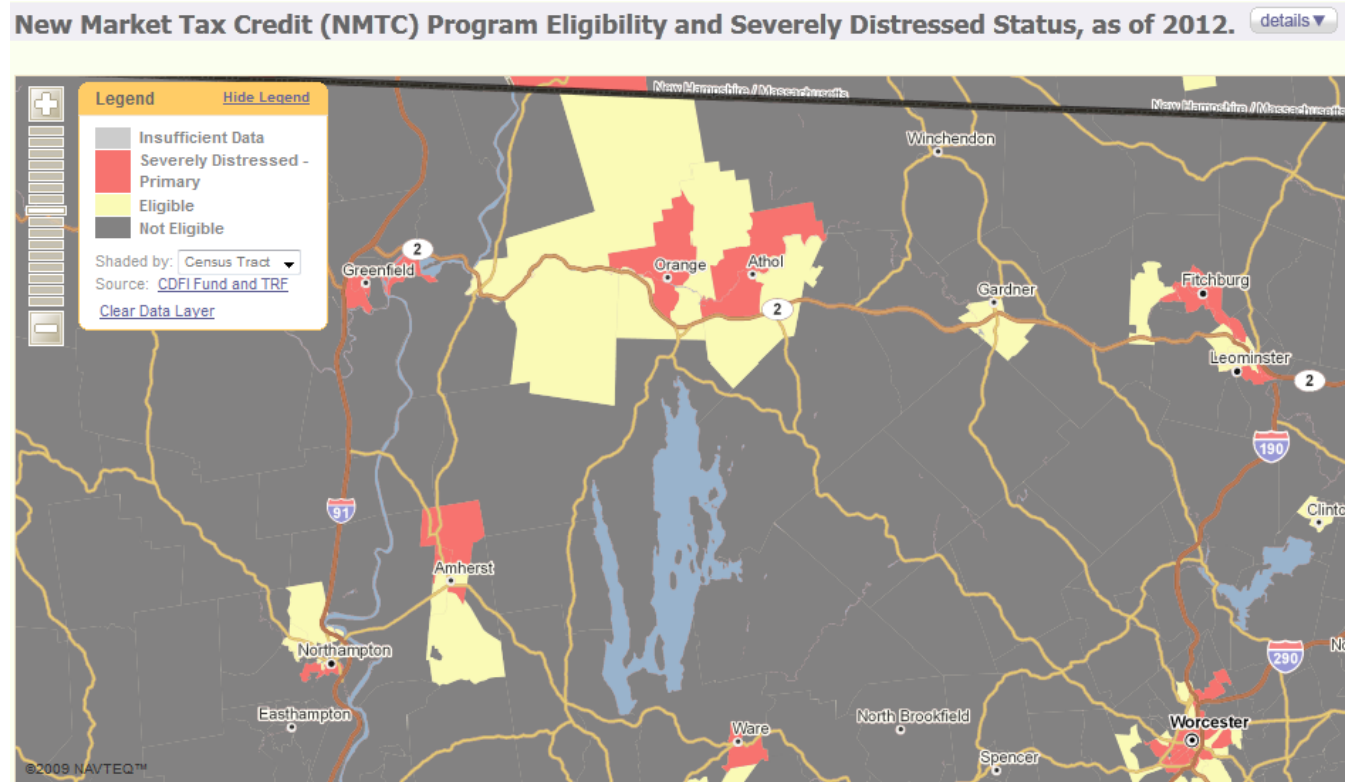 New Market Tax Credit (NMTC) Program Eligibility and Severely Distressed Status, as of 2012.
details ▼
Legend
Hide Legend
Insufficient Data
Severely Distressed -
Primary
Eligible
Not Eligible
Shaded by: Census Tract
Source: CDFI Fund and TRF
Clear Data Layer
New Hampshire / Massachusetts
New Hampshire / Massachusetts
Winchendon
2
Greenfield
Orange
Athol
2
Gardner
Fitchburg
Leominster
2
190
91
Clinto
Amherst
Northampton
290
No
Easthampton
Ware
North Brookfield
Worcester
Spencer
©2009 NAVTEQ™